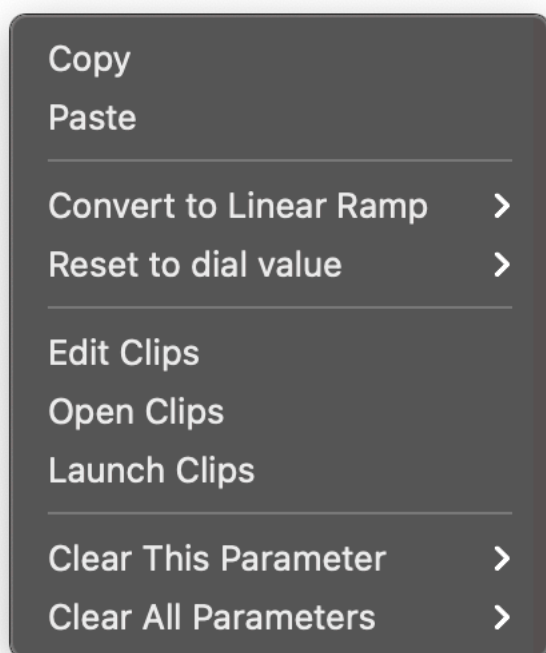 Copy
Paste
Convert to Linear Ramp
Reset to dial value
Edit Clips
Open Clips
Launch Clips
Clear This Parameter
Clear All Parameters